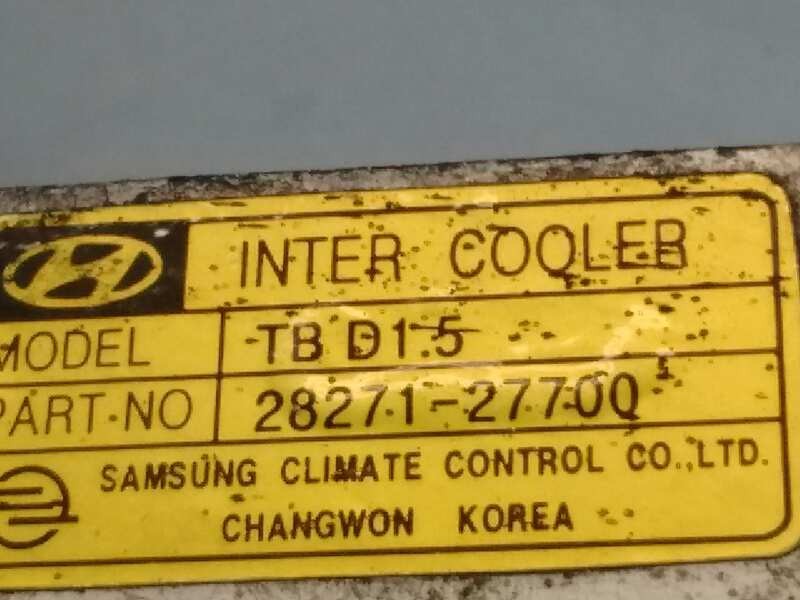 INTER COOLER
MODEL TB D1.5
PART-NO 28271-27700
SAMSUNG CLIMATE CONTROL CO.,LTD.
CHANGWON KOREA